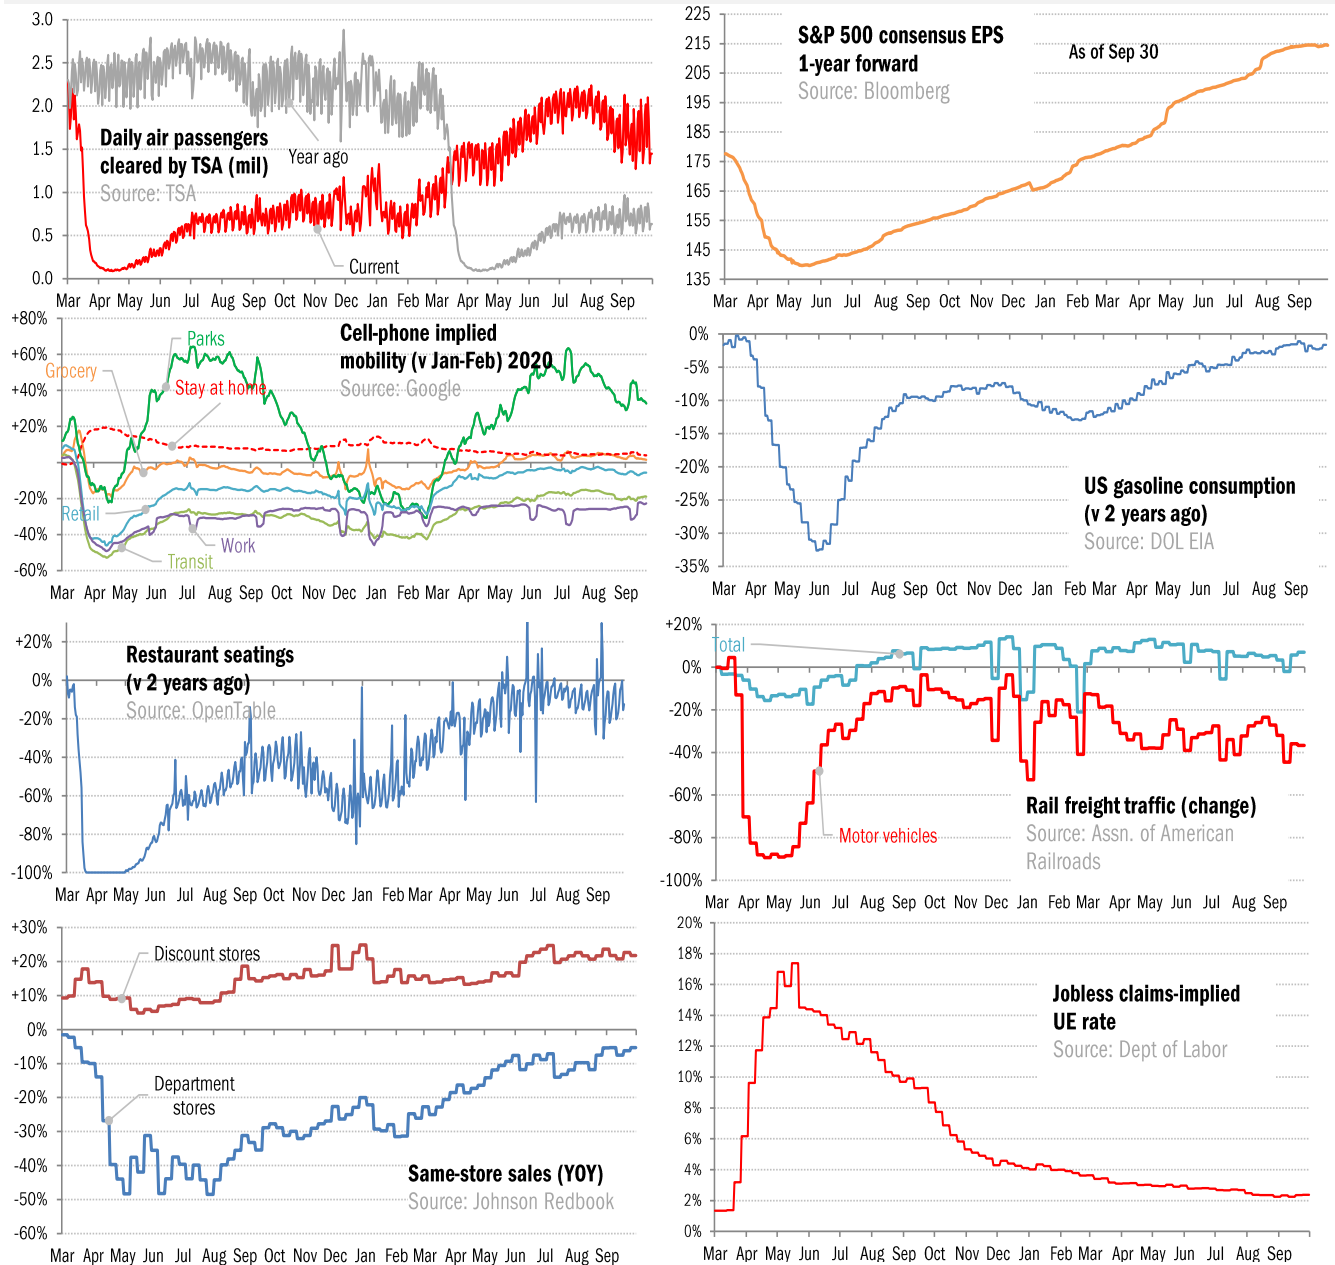 3.0
2.5
2.0
1.5
1.0
0.5
0.0
Daily air passengers
cleared by TSA (mil)
Source: TSA
Year ago
Current
Mar Apr May Jun Jul Aug Sep Oct Nov Dec Jan Feb Mar Apr May Jun Jul Aug Sep
225
215
205
195
185
175
165
155
145
135
S&P 500 consensus EPS
1-year forward
Source: Bloomberg
As of Sep 30
Mar Apr May Jun Jul Aug Sep Oct Nov Dec Jan Feb Mar Apr May Jun Jul Aug Sep
+80%
+60%
+40%
+20%
-20%
-40%
-60%
Cell-phone implied
mobility (v Jan-Feb) 2020
Source: Google
Parks
Grocery
Stay at home
Retail
Work
Transit
Mar Apr May Jun Jul Aug Sep Oct Nov Dec Jan Feb Mar Apr May Jun Jul Aug Sep
0%
-5%
-10%
-15%
-20%
-25%
-30%
-35%
US gasoline consumption
(v 2 years ago)
Source: DOL EIA
Mar Apr May Jun Jul Aug Sep Oct Nov Dec Jan Feb Mar Apr May Jun Jul Aug Sep
+20%
0%
-20%
-40%
-60%
-80%
-100%
Restaurant seatings
(v 2 years ago)
Source: OpenTable
Mar Apr May Jun Jul Aug Sep Oct Nov Dec Jan Feb Mar Apr May Jun Jul Aug Sep
+20%
0%
-20%
-40%
-60%
-80%
-100%
Total
Motor vehicles
Rail freight traffic (change)
Source: Assn. of American
Railroads
Mar Apr May Jun Jul Aug Sep Oct Nov Dec Jan Feb Mar Apr May Jun Jul Aug Sep
+30%
+20%
+10%
0%
-10%
-20%
-30%
-40%
-50%
-60%
Discount stores
Department
stores
Same-store sales (YOY)
Source: Johnson Redbook
Mar Apr May Jun Jul Aug Sep Oct Nov Dec Jan Feb Mar Apr May Jun Jul Aug Sep
20%
18%
16%
14%
12%
10%
8%
6%
4%
2%
0%
Jobless claims-implied
UE rate
Source: Dept of Labor
Mar Apr May Jun Jul Aug Sep Oct Nov Dec Jan Feb Mar Apr May Jun Jul Aug Sep